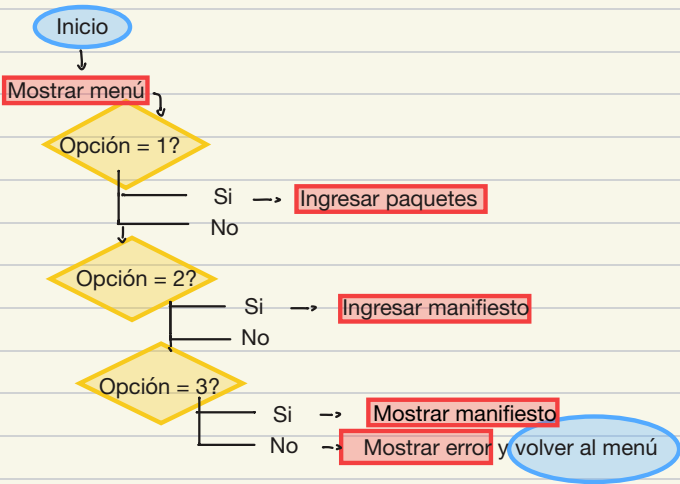 Inicio
Mostrar menú
Opción = 1?
Si
Ingresar paquetes
No
Opción = 2?
Si
Ingresar manifiesto
No
Opción = 3?
Si
Mostrar manifiesto
No
Mostrar error y volver al menú